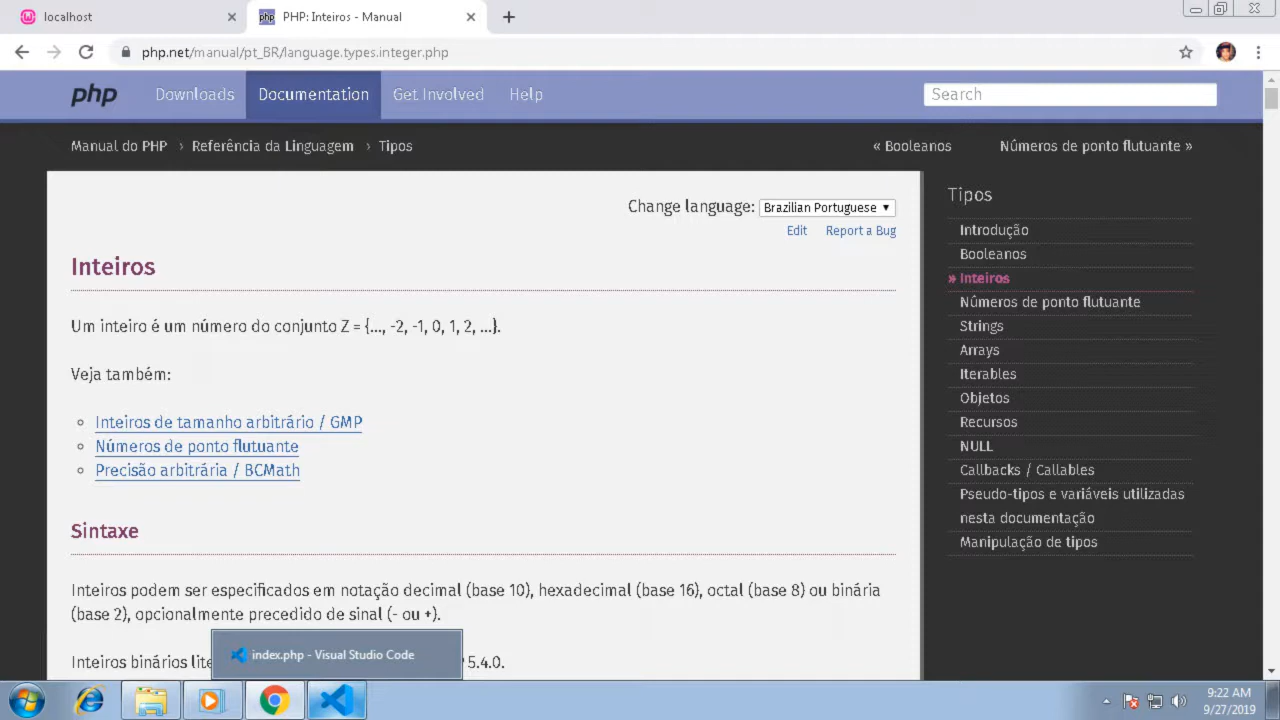 localhost
php PHP: Inteiros - Manual
php.net/manual/pt_BR/language.types.integer.php
php Downloads Documentation Get Involved Help Search
Manual do PHP › Referência da Linguagem › Tipos « Booleanos Números de ponto flutuante »
Change language: Brazilian Portuguese
Edit Report a Bug
Inteiros
Um inteiro é um número do conjunto Z = {..., -2, -1, 0, 1, 2, ...}.
Veja também:
Inteiros de tamanho arbitrário / GMP
Números de ponto flutuante
Precisão arbitrária / BCMath
Sintaxe
Inteiros podem ser especificados em notação decimal (base 10), hexadecimal (base 16), octal (base 8) ou binária
(base 2), opcionalmente precedido de sinal (- ou +).
Inteiros binários lite 5.4.0.
Tipos
Introdução
Booleanos
» Inteiros
Números de ponto flutuante
Strings
Arrays
Iterables
Objetos
Recursos
NULL
Callbacks / Callables
Pseudo-tipos e variáveis utilizadas
nesta documentação
Manipulação de tipos
index.php - Visual Studio Code
9:22 AM
9/27/2019